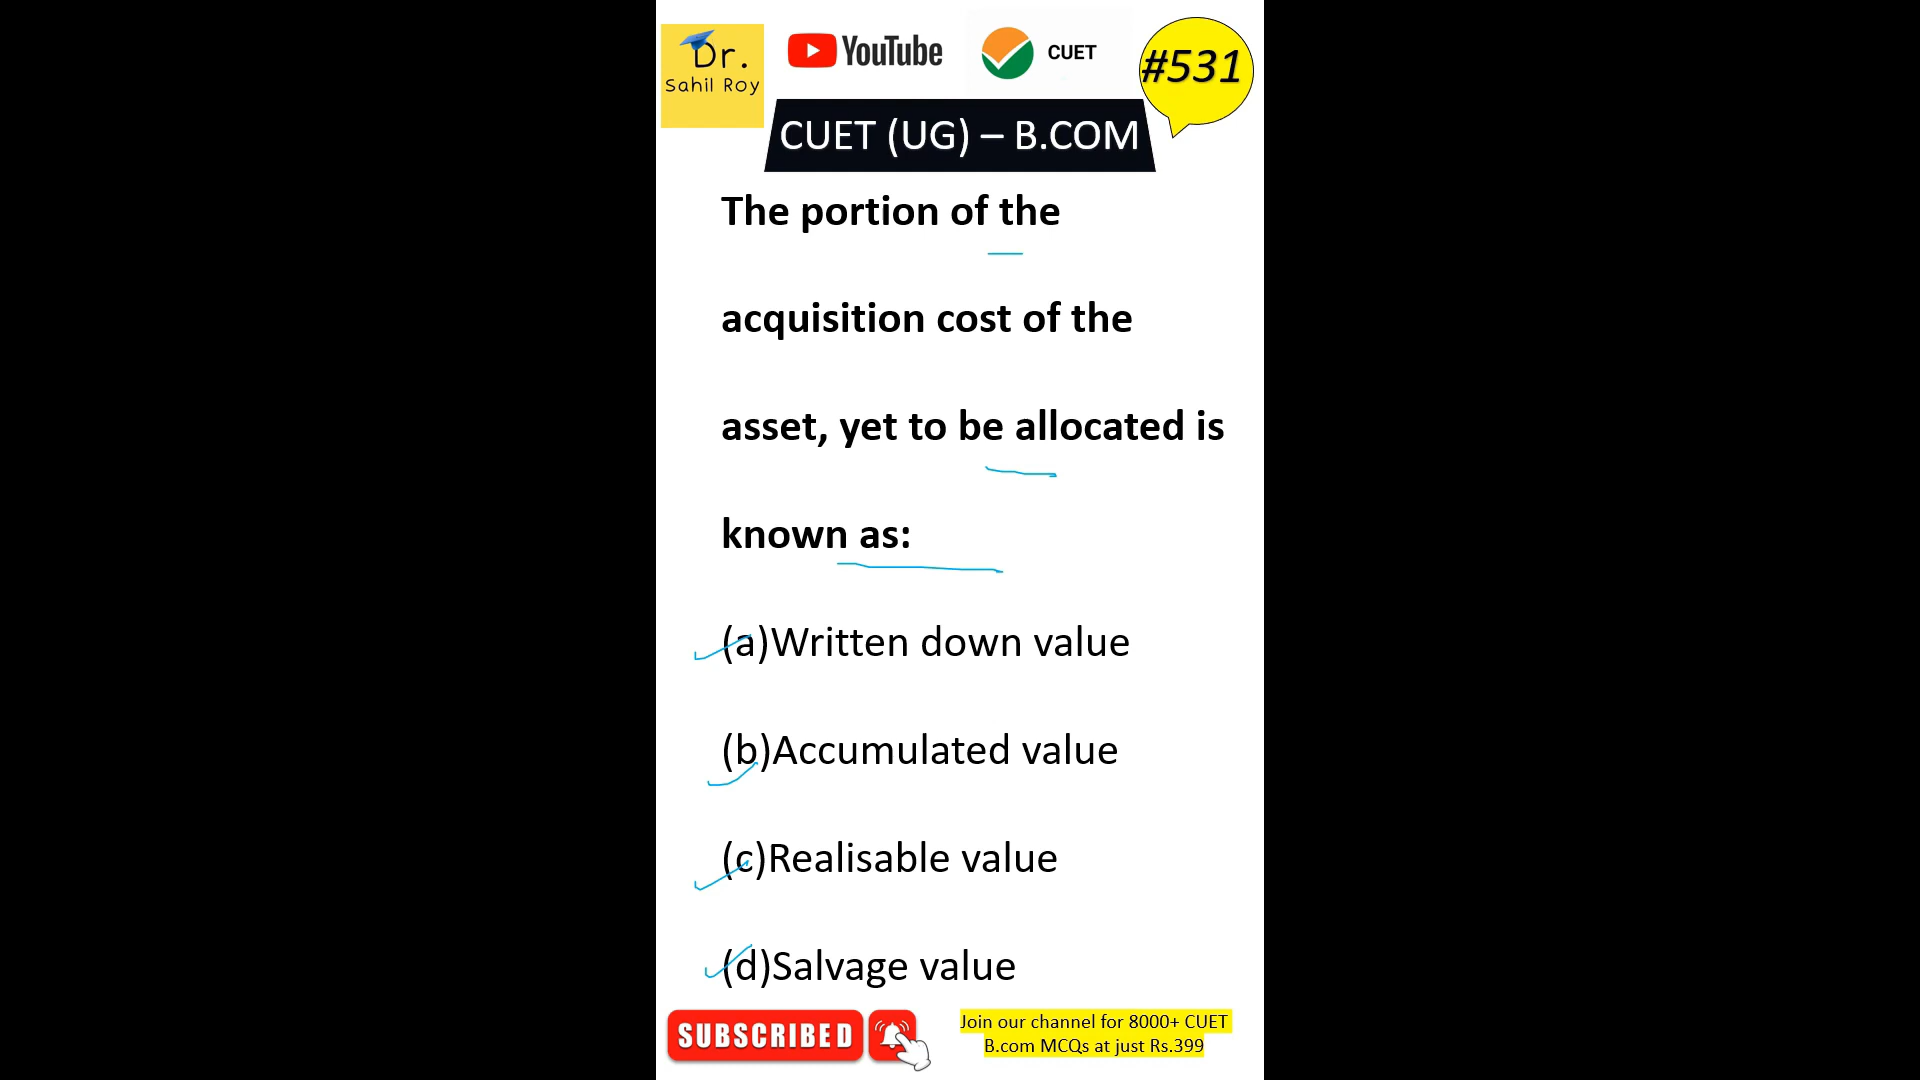 Dr.
Sahil Roy
YouTube
CUET
#531
CUET (UG) – B.COM
The portion of the
acquisition cost of the
asset, yet to be allocated is
known as:
(a)Written down value
(b)Accumulated value
(c)Realisable value
(d)Salvage value
SUBSCRIBED
Join our channel for 8000+ CUET
B.com MCQs at just Rs.399